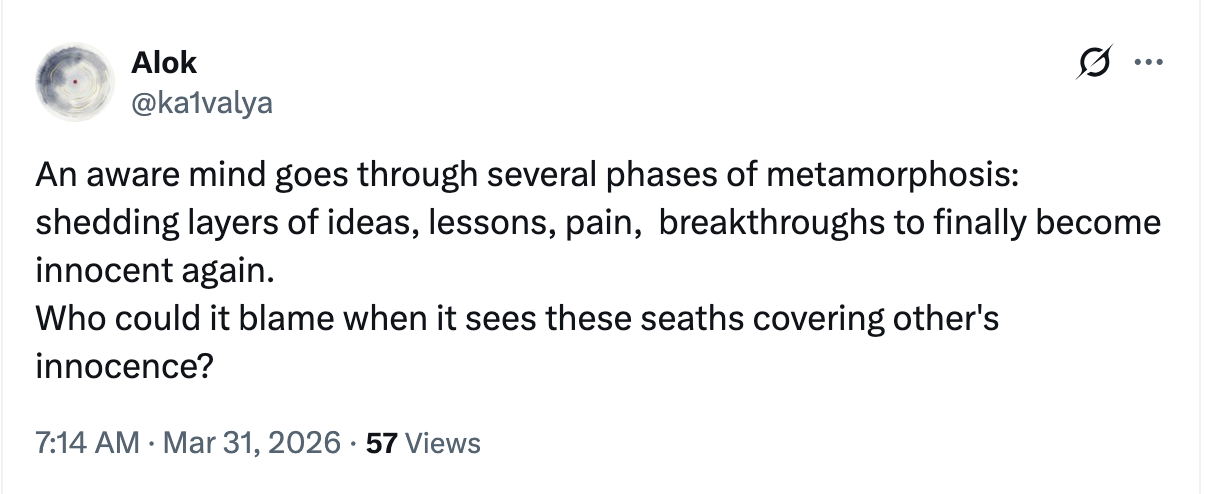 Alok
@ka1valya
An aware mind goes through several phases of metamorphosis:
shedding layers of ideas, lessons, pain,  breakthroughs to finally become
innocent again.
Who could it blame when it sees these seaths covering other's
innocence?
7:14 AM · Mar 31, 2026 · 57 Views